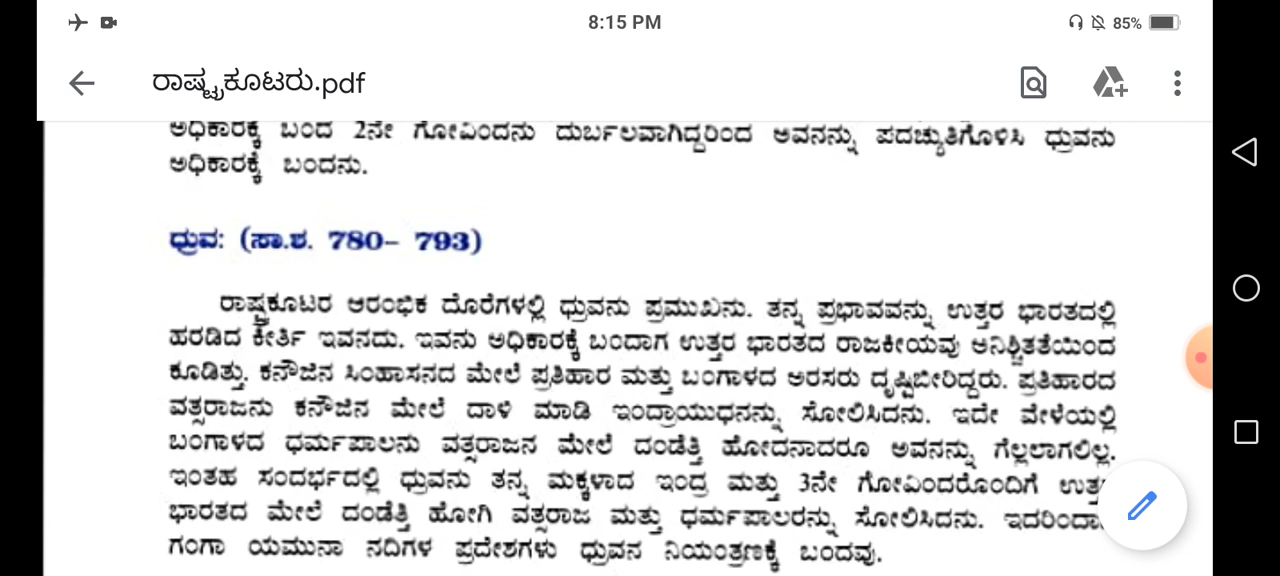 8:15 PM
85%
ರಾಷ್ಟ್ರಕೂಟರು.pdf
ಅಧಿಕಾರಕ್ಕೆ ಬಂದ 2ನೇ ಗೋವಿಂದನು ದುರ್ಬಲವಾಗಿದ್ದರಿಂದ ಅವನನ್ನು ಪದಚ್ಯುತಿಗೊಳಿಸಿ ಧ್ರುವನು
ಅಧಿಕಾರಕ್ಕೆ ಬಂದನು.
ಧ್ರುವ: (ಸಾ.ಶ. 780– 793)
ರಾಷ್ಟ್ರಕೂಟರ ಆರಂಭಿಕ ದೊರೆಗಳಲ್ಲಿ ಧ್ರುವನು ಪ್ರಮುಖನು. ತನ್ನ ಪ್ರಭಾವವನ್ನು ಉತ್ತರ ಭಾರತದಲ್ಲಿ
ಹರಡಿದ ಕೀರ್ತಿ ಇವನದು. ಇವನು ಅಧಿಕಾರಕ್ಕೆ ಬಂದಾಗ ಉತ್ತರ ಭಾರತದ ರಾಜಕೀಯವು ಅನಿಶ್ಚಿತತೆಯಿಂದ
ಕೂಡಿತ್ತು. ಕನೌಜಿನ ಸಿಂಹಾಸನದ ಮೇಲೆ ಪ್ರತಿಹಾರ ಮತ್ತು ಬಂಗಾಳದ ಅರಸರು ದೃಷ್ಟಿಬೀರಿದ್ದರು. ಪ್ರತಿಹಾರದ
ವತ್ಸರಾಜನು ಕನೌಜಿನ ಮೇಲೆ ದಾಳಿ ಮಾಡಿ ಇಂದ್ರಾಯುಧನನ್ನು ಸೋಲಿಸಿದನು. ಇದೇ ವೇಳೆಯಲ್ಲಿ
ಬಂಗಾಳದ ಧರ್ಮಪಾಲನು ವತ್ಸರಾಜನ ಮೇಲೆ ದಂಡೆತ್ತಿ ಹೋದನಾದರೂ ಅವನನ್ನು ಗೆಲ್ಲಲಾಗಲಿಲ್ಲ.
ಇಂತಹ ಸಂದರ್ಭದಲ್ಲಿ ಧ್ರುವನು ತನ್ನ ಮಕ್ಕಳಾದ ಇಂದ್ರ ಮತ್ತು 3ನೇ ಗೋವಿಂದರೊಂದಿಗೆ
ಭಾರತದ ಮೇಲೆ ದಂಡೆತ್ತಿ ಹೋಗಿ ವತ್ಸರಾಜ ಮತ್ತು ಧರ್ಮಪಾಲರನ್ನು ಸೋಲಿಸಿದನು.
ಗಂಗಾ ಯಮುನಾ ನದಿಗಳ ಪ್ರದೇಶಗಳು ಧ್ರುವನ ನಿಯಂತ್ರಣಕ್ಕೆ ಬಂದವು.